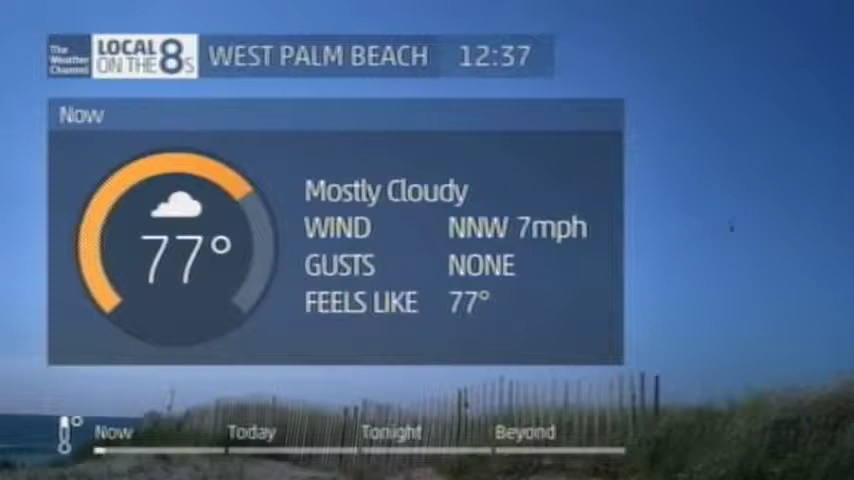 The Weather Channel LOCAL ON THE 8s WEST PALM BEACH 12:37
Now
77°
Mostly Cloudy
WIND NNW 7mph
GUSTS NONE
FEELS LIKE 77°
Now Today Tonight Beyond